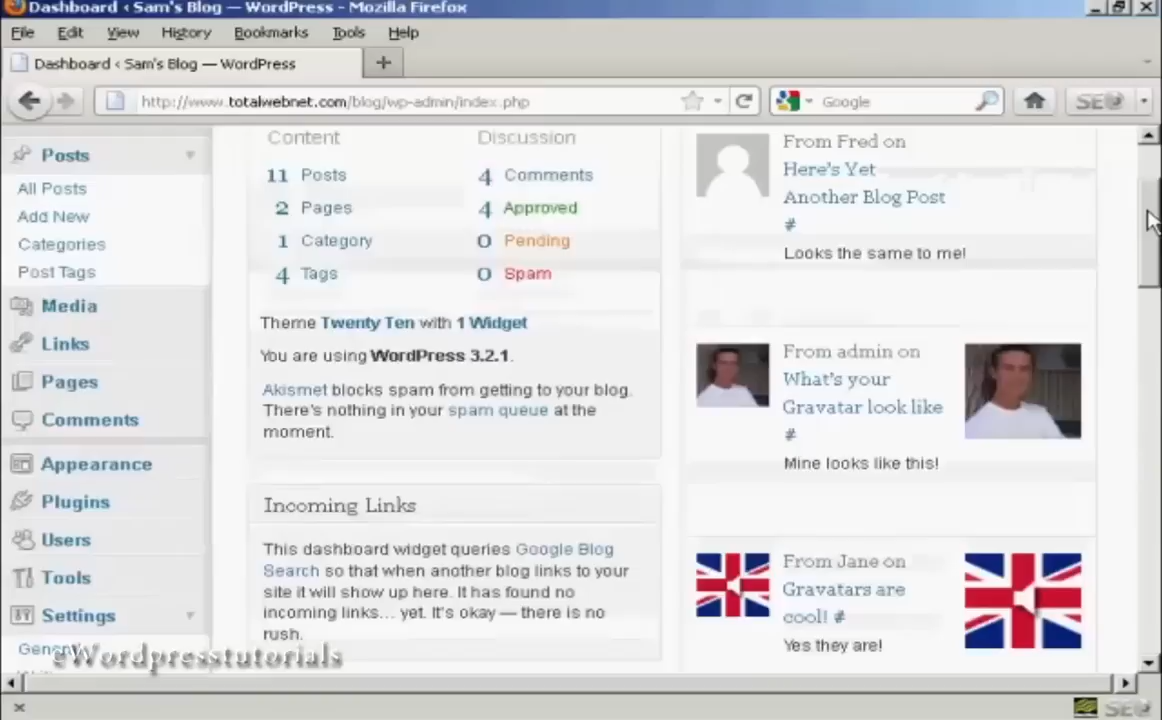 Dashboard ‹ Sam's Blog — WordPress - Mozilla Firefox
File Edit View History Bookmarks Tools Help
Dashboard ‹ Sam's Blog — WordPress
http://www.totalwebnet.com/blog/wp-admin/index.php
Google
Posts
All Posts
Add New
Categories
Post Tags
Media
Links
Pages
Comments
Appearance
Plugins
Users
Tools
Settings
General
Content
11 Posts
2 Pages
1 Category
4 Tags
Discussion
4 Comments
4 Approved
0 Pending
0 Spam
Theme Twenty Ten with 1 Widget
You are using WordPress 3.2.1.
Akismet blocks spam from getting to your blog.
There's nothing in your spam queue at the
moment.
Incoming Links
This dashboard widget queries Google Blog
Search so that when another blog links to your
site it will show up here. It has found no
incoming links... yet. It's okay — there is no
rush.
From Fred on
Here's Yet
Another Blog Post
#
Looks the same to me!
From admin on
What's your
Gravatar look like
#
Mine looks like this!
From Jane on
Gravatars are
cool! #
Yes they are!
eWordpresstutorials